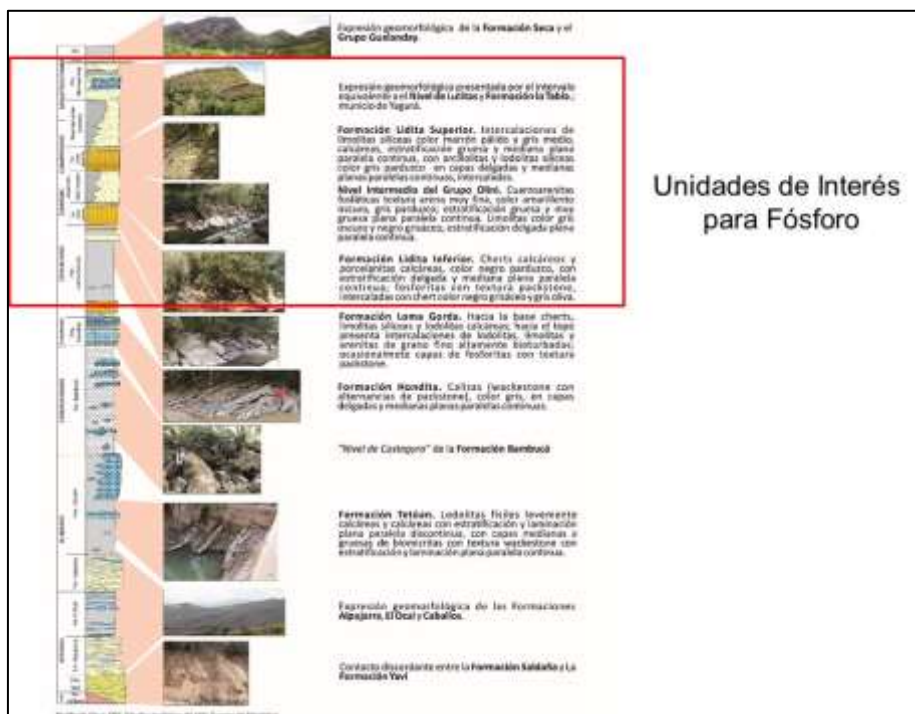 Expresión geomorfológica de la Formación Seca y el
Grupo Gualanday
Expresión geomorfológica presentada por el intervalo
equivalente a el Nivel de Lutitas y Formación la Tabla,
municio de Yaguará.
Formación Lidita Superior. Intercalaciones de
limolitas silíceas color marrón pálido a gris medio,
calcáreas, estratificación gruesa y mediana plana
paralela continua, con arcillolitas y lodolitas silíceas
color gris parduzco en capas delgadas y medianas
planas paralelas continuas, intercaladas.
Nivel Intermedio del Grupo Oliní. Cuarzoarenitas
fosfáticas textura arena muy fina, color amarillento
oscuro, gris parduzco; estratificación gruesa y muy
gruesa plana paralela continua. Limolitas color gris
oscuro y negro grisáceo, estratificación delgada plana
paralela continua.
Unidades de Interés
para Fósforo
Formación Lidita Inferior. Cherts calcáreos y
porcelanitas calcáreas, color negro parduzco, con
estratificación delgada y mediana plana paralela
continua; fosforitas con textura packstone,
intercaladas con chert color negro grisáceo y gris oliva.
Formación Loma Gorda. Hacia la base cherts,
limolitas silíceas y lodolitas calcáreas; hacia el tope
presenta intercalaciones de lodolitas, limolitas y
arenitas de grano fino altamente bioturbadas,
ocasionalmete capas de fosforitas con textura
packstone.
Formación Hondita. Calizas (wackestone con
alternancias de packstone), color gris, en capas
delgadas y medianas planas paralelas continuas.
"Nivel de Castegura" de la Formación Bambucá
Formación Tetúan. Lodolitas físiles levemente
calcáreas y calcáreas con estratificación y laminación
plana paralela discontinua, con capas medianas a
gruesas de biomicritas con textura wackestone con
estratificación y laminación plana paralela continua.
Expresión geomorfológica de las Formaciones
Alpujarra, El Ocal y Caballos.
Contacto discordante entre la Formación Saldaña y La
Formación Yaví